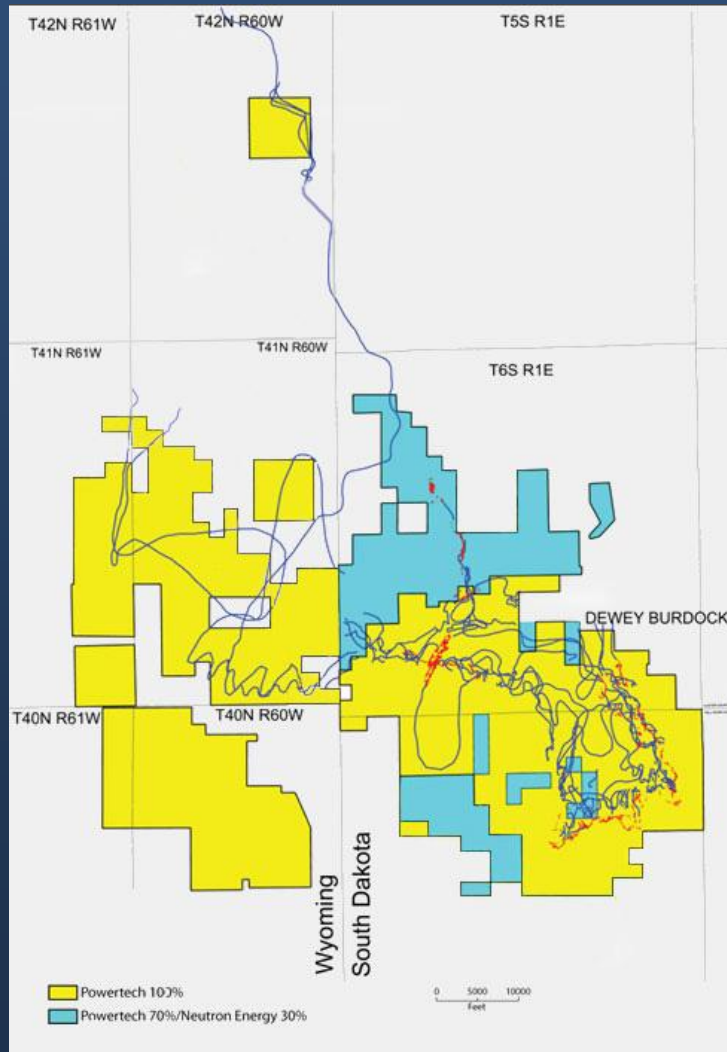 T42N R61W
T42N R60W
T5S R1E
T41N R61W
T41N R60W
T6S R1E
DEWEY BURDOCK
T40N R61W
T40N R60W
Wyoming
South Dakota
Powertech 100%
Powertech 70%/Neutron Energy 30%
0 5000 10000
Feet